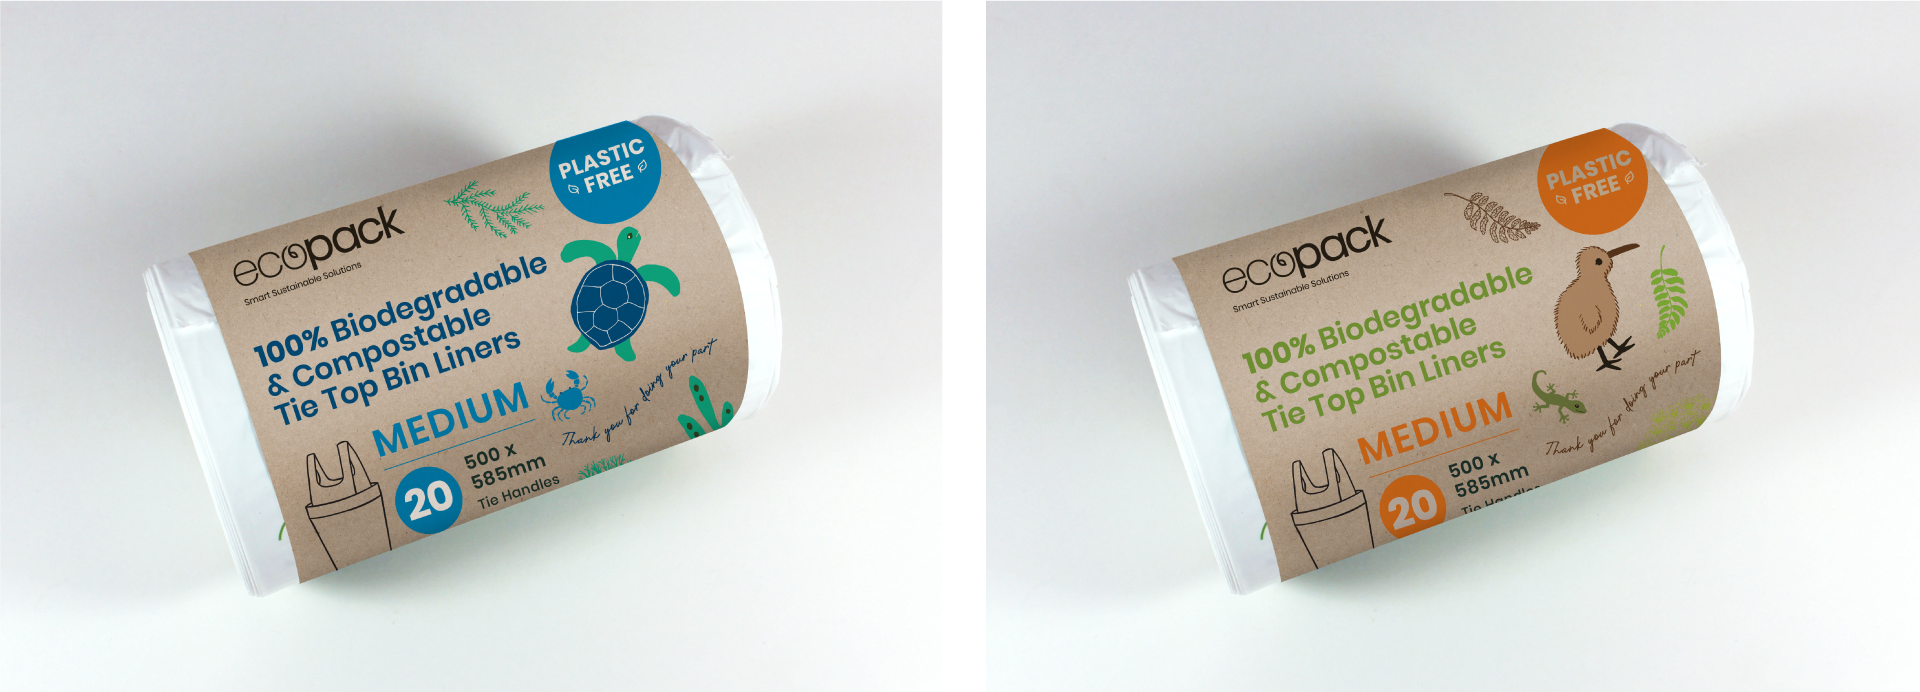 PLASTIC
FREE
ecopack
Smart Sustainable Solutions
100% Biodegradable
& Compostable
Tie Top Bin Liners
MEDIUM
20
500 x
585mm
Tie Handles
Thank you for doing your part
PLASTIC
FREE
ecopack
Smart Sustainable Solutions
100% Biodegradable
& Compostable
Tie Top Bin Liners
MEDIUM
20
500 x
585mm
Tie Handles
Thank you for doing your part